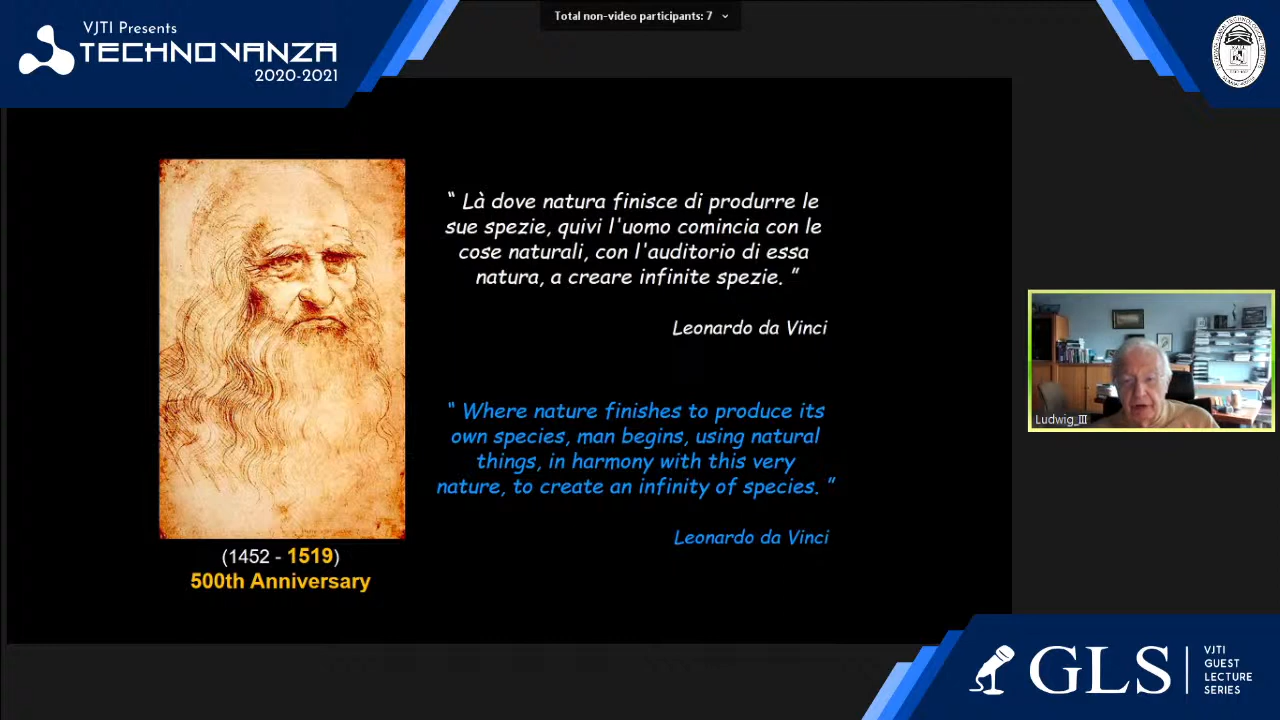 Total non-video participants: 7
VJTI Presents
TECHNOVANZA
2020-2021
“ Là dove natura finisce di produrre le
sue spezie, quivi l'uomo comincia con le
cose naturali, con l'auditorio di essa
natura, a creare infinite spezie. ”
Leonardo da Vinci
“ Where nature finishes to produce its
own species, man begins, using natural
things, in harmony with this very
nature, to create an infinity of species. ”
Leonardo da Vinci
(1452 - 1519)
500th Anniversary
Ludwig_III
GLS
VJTI
GUEST
LECTURE
SERIES